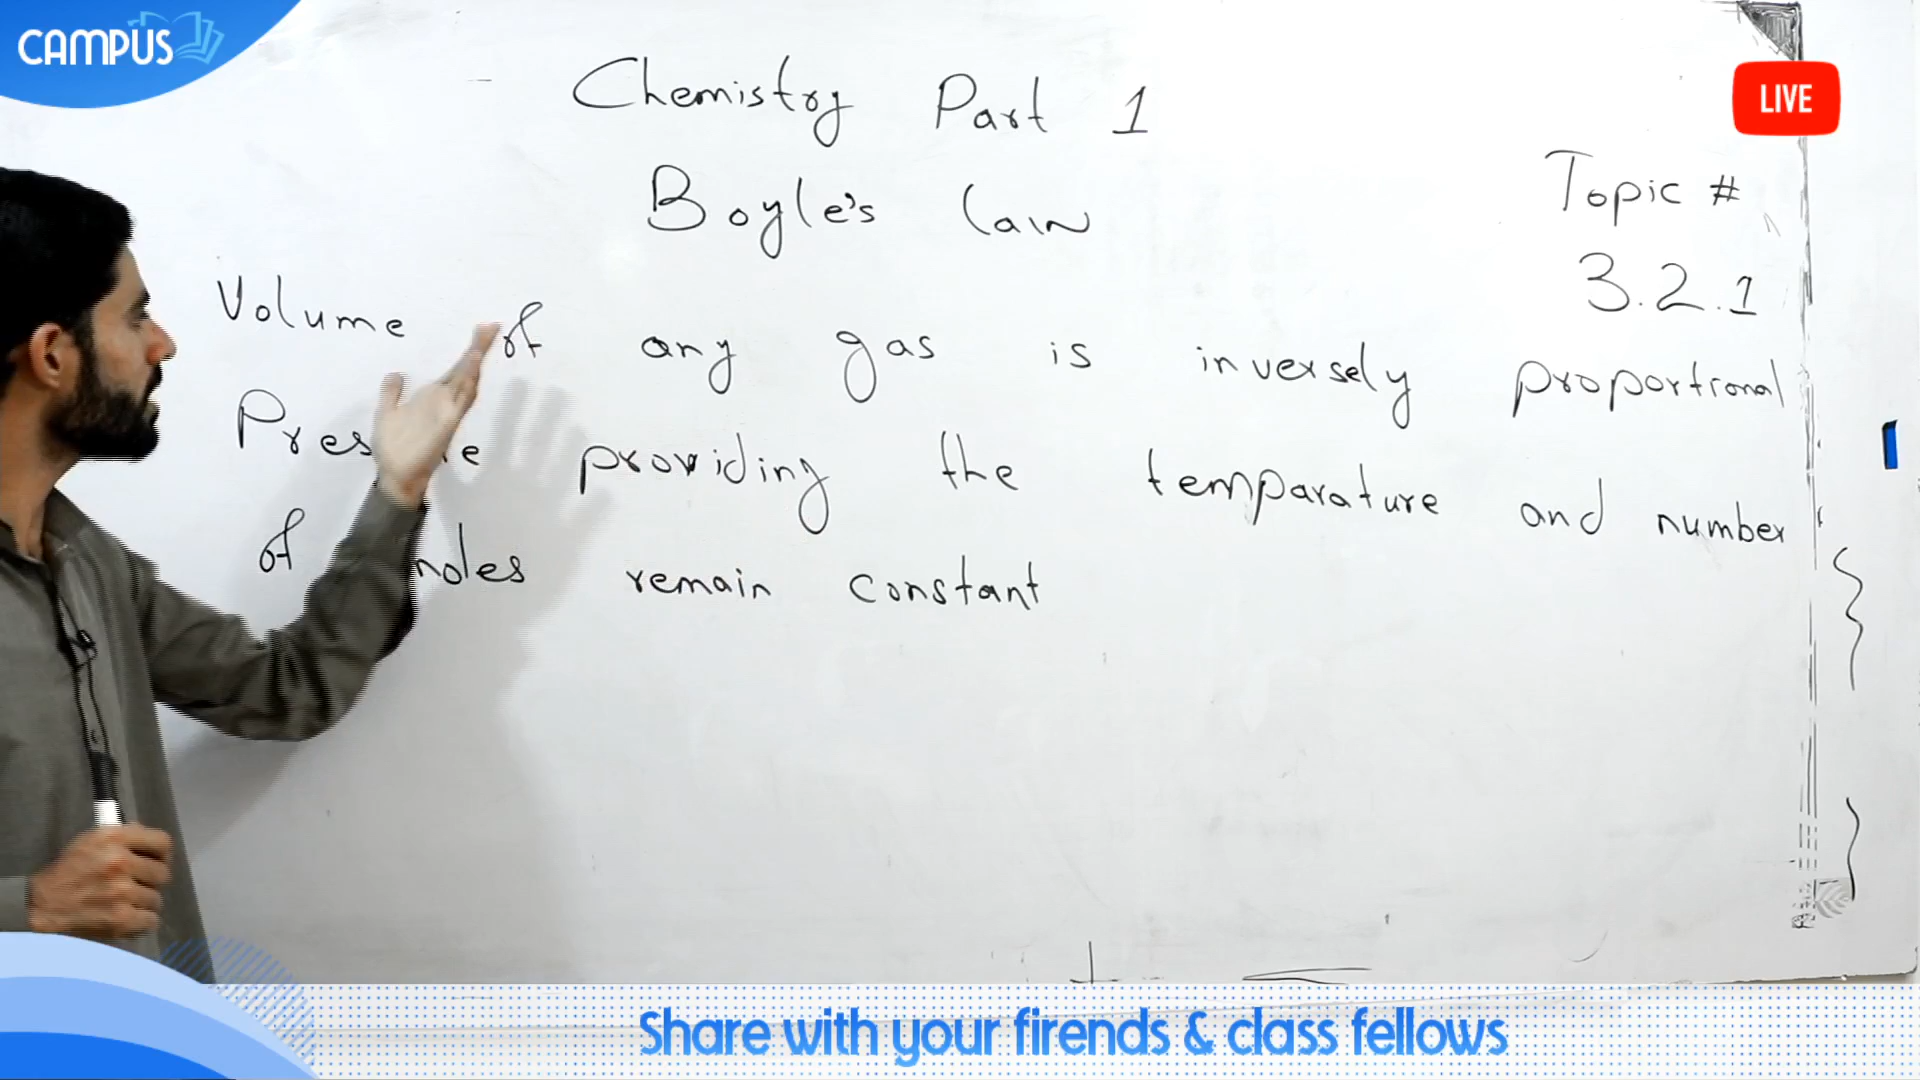 CAMPUS
LIVE
Chemistry Part 1
Boyle's law
Topic #
3.2.1
Volume of any gas is inversely proportional
providing the temparature and number
of moles remain constant
Share with your firends & class fellows